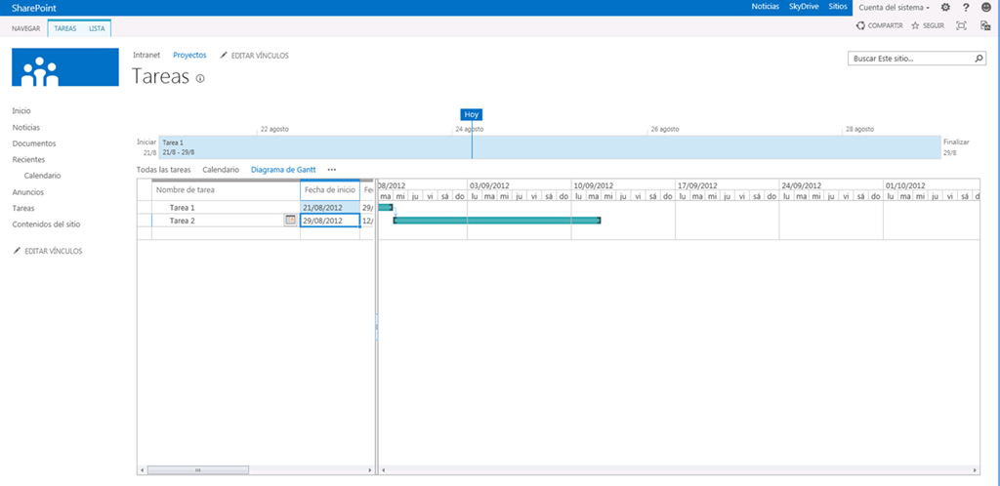 SharePoint Noticias SkyDrive Sitios Cuenta del sistema ?
NAVEGAR TAREAS LISTA COMPARTIR SEGUIR
Intranet Proyectos EDITAR VÍNCULOS
Buscar Este sitio...
Tareas
Inicio
Noticias
Documentos
Recientes
Calendario
Anuncios
Tareas
Contenidos del sitio
EDITAR VÍNCULOS
Hoy
22 agosto 24 agosto 26 agosto 28 agosto
Iniciar Tarea 1 Finalizar
21/8 21/8 - 29/8 29/8
Todas las tareas Calendario Diagrama de Gantt ...
Nombre de tarea Fecha de inicio Fe
08/2012 03/09/2012 10/09/2012 17/09/2012 24/09/2012 01/10/2012
ma mi ju vi sá do lu ma mi ju vi sá do lu ma mi ju vi sá do lu ma mi ju vi sá do lu ma mi ju vi sá do lu ma mi ju vi sá d
Tarea 1 21/08/2012 29/
Tarea 2 29/08/2012 12/